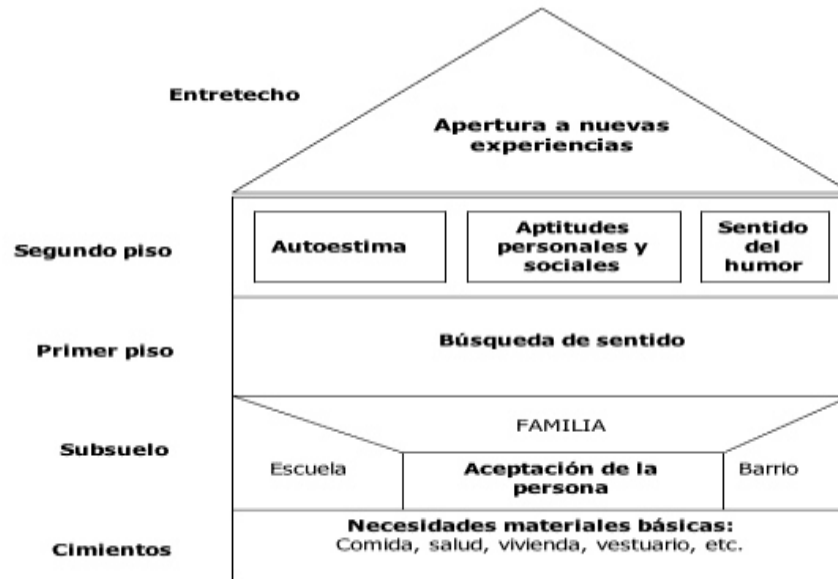 Entretecho
Apertura a nuevas
experiencias
Segundo piso
Autoestima
Aptitudes
personales y
sociales
Sentido
del
humor
Primer piso
Búsqueda de sentido
Subsuelo
FAMILIA
Escuela
Aceptación de la
persona
Barrio
Cimientos
Necesidades materiales básicas:
Comida, salud, vivienda, vestuario, etc.